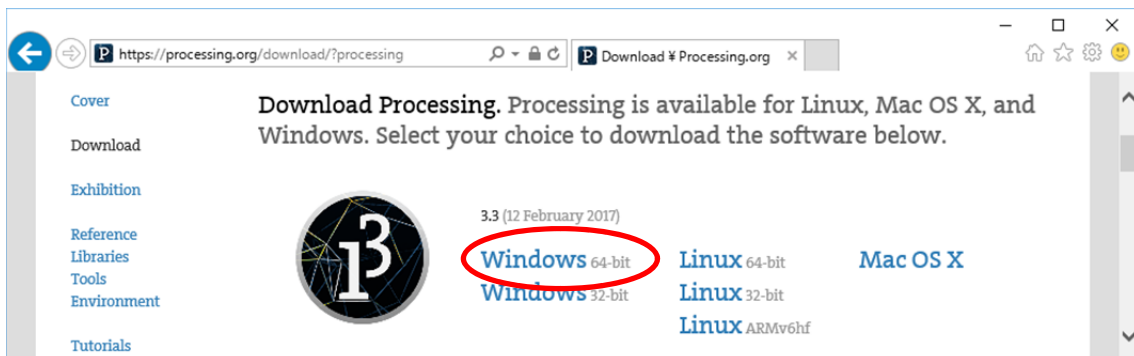 https://processing.org/download/?processing
Download ¥ Processing.org
Cover
Download
Exhibition
Reference
Libraries
Tools
Environment
Tutorials
Download Processing. Processing is available for Linux, Mac OS X, and
Windows. Select your choice to download the software below.
3.3 (12 February 2017)
Windows 64-bit
Windows 32-bit
Linux 64-bit
Linux 32-bit
Linux ARMv6hf
Mac OS X